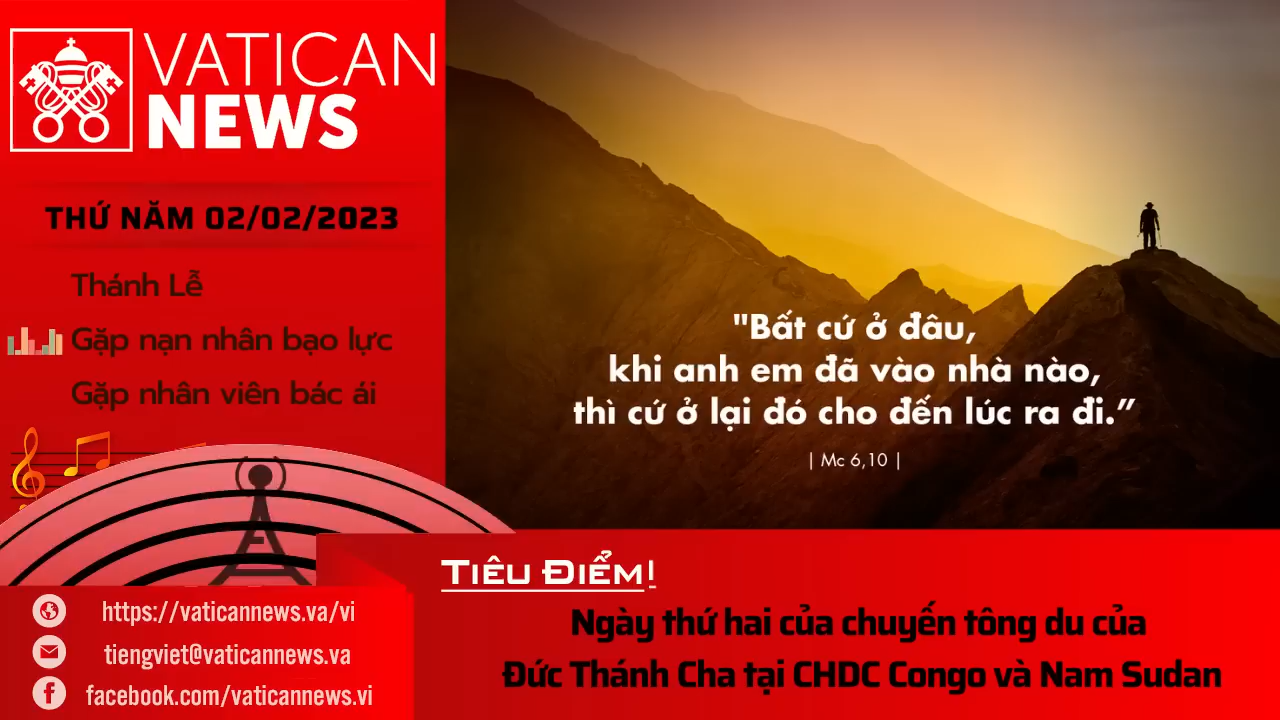 VATICAN
NEWS
THỨ NĂM 02/02/2023
Thánh Lễ
Gặp nạn nhân bạo lực
Gặp nhân viên bác ái
"Bất cứ ở đâu,
khi anh em đã vào nhà nào,
thì cứ ở lại đó cho đến lúc ra đi.”
| Mc 6,10 |
TIÊU ĐIỂM!
Ngày thứ hai của chuyến tông du của
Đức Thánh Cha tại CHDC Congo và Nam Sudan
https://vaticannews.va/vi
tiengviet@vaticannews.va
facebook.com/vaticannews.vi